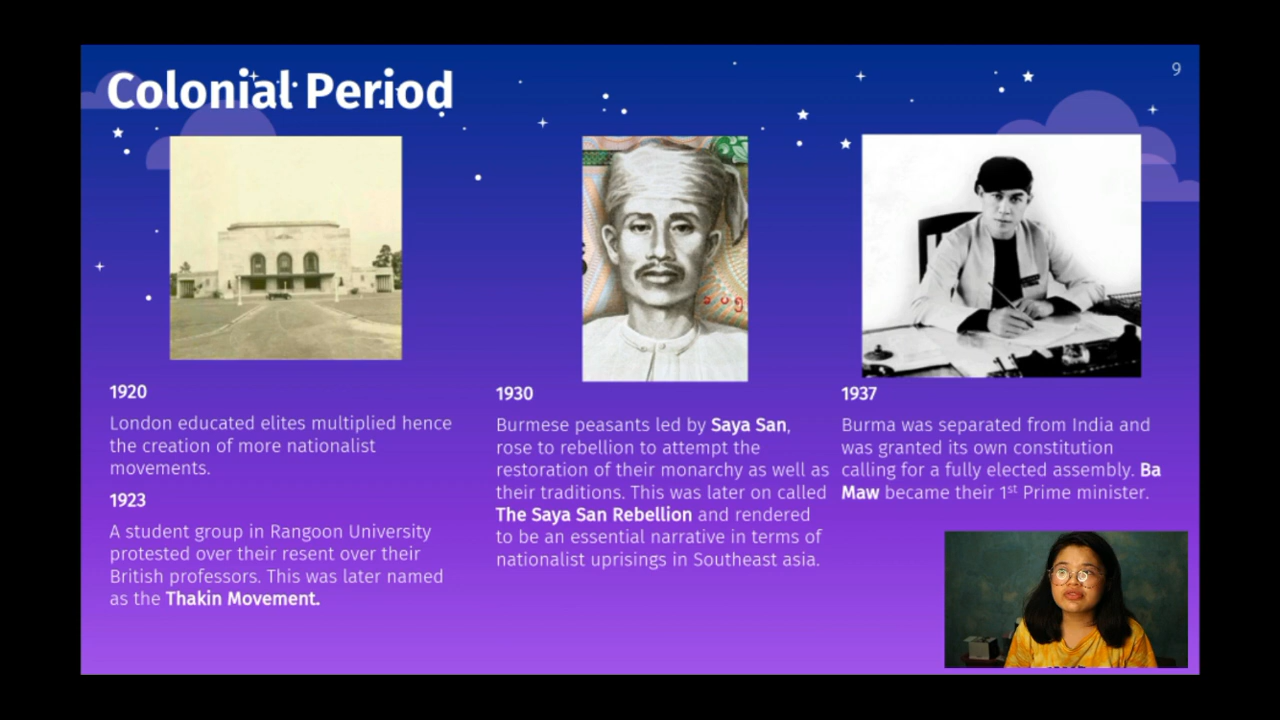 Colonial Period
9
1920
London educated elites multiplied hence
the creation of more nationalist
movements.
1923
A student group in Rangoon University
protested over their resent over their
British professors. This was later named
as the Thakin Movement.
1930
Burmese peasants led by Saya San,
rose to rebellion to attempt the
restoration of their monarchy as well as
their traditions. This was later on called
The Saya San Rebellion and rendered
to be an essential narrative in terms of
nationalist uprisings in Southeast asia.
1937
Burma was separated from India and
was granted its own constitution
calling for a fully elected assembly. Ba
Maw became their 1st Prime minister.